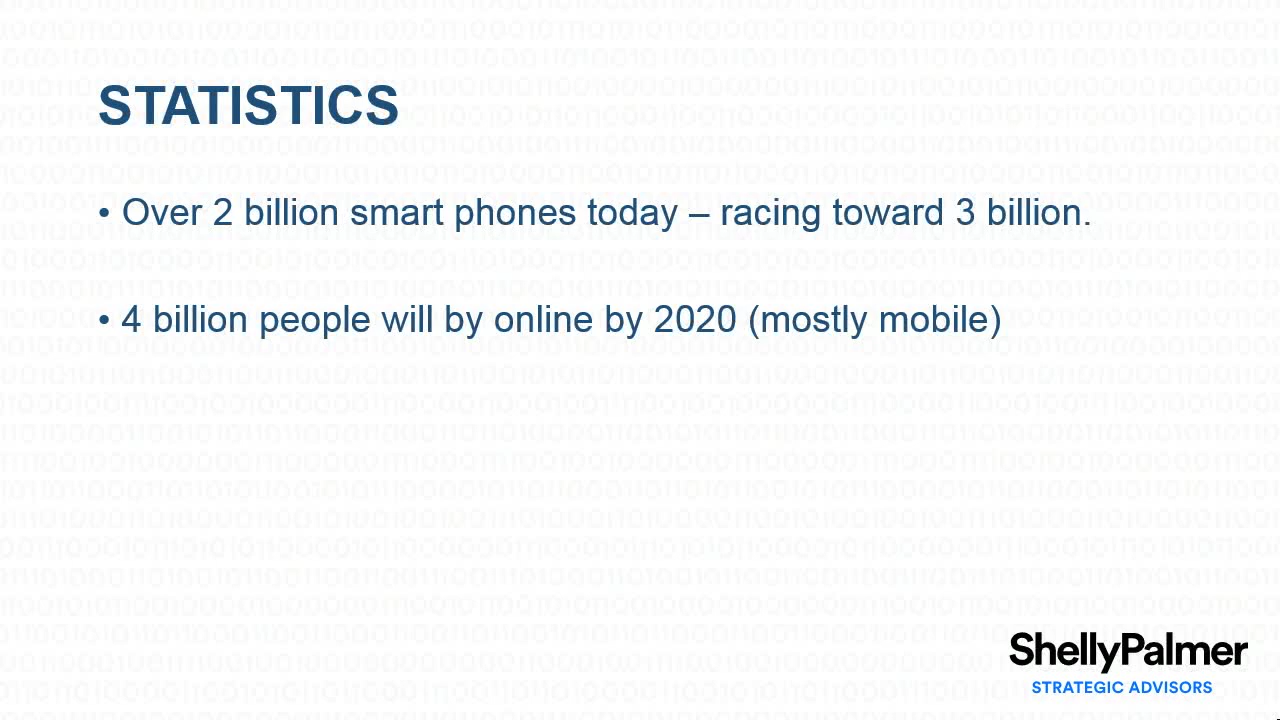 STATISTICS
• Over 2 billion smart phones today – racing toward 3 billion.
• 4 billion people will by online by 2020 (mostly mobile)
ShellyPalmer
STRATEGIC ADVISORS